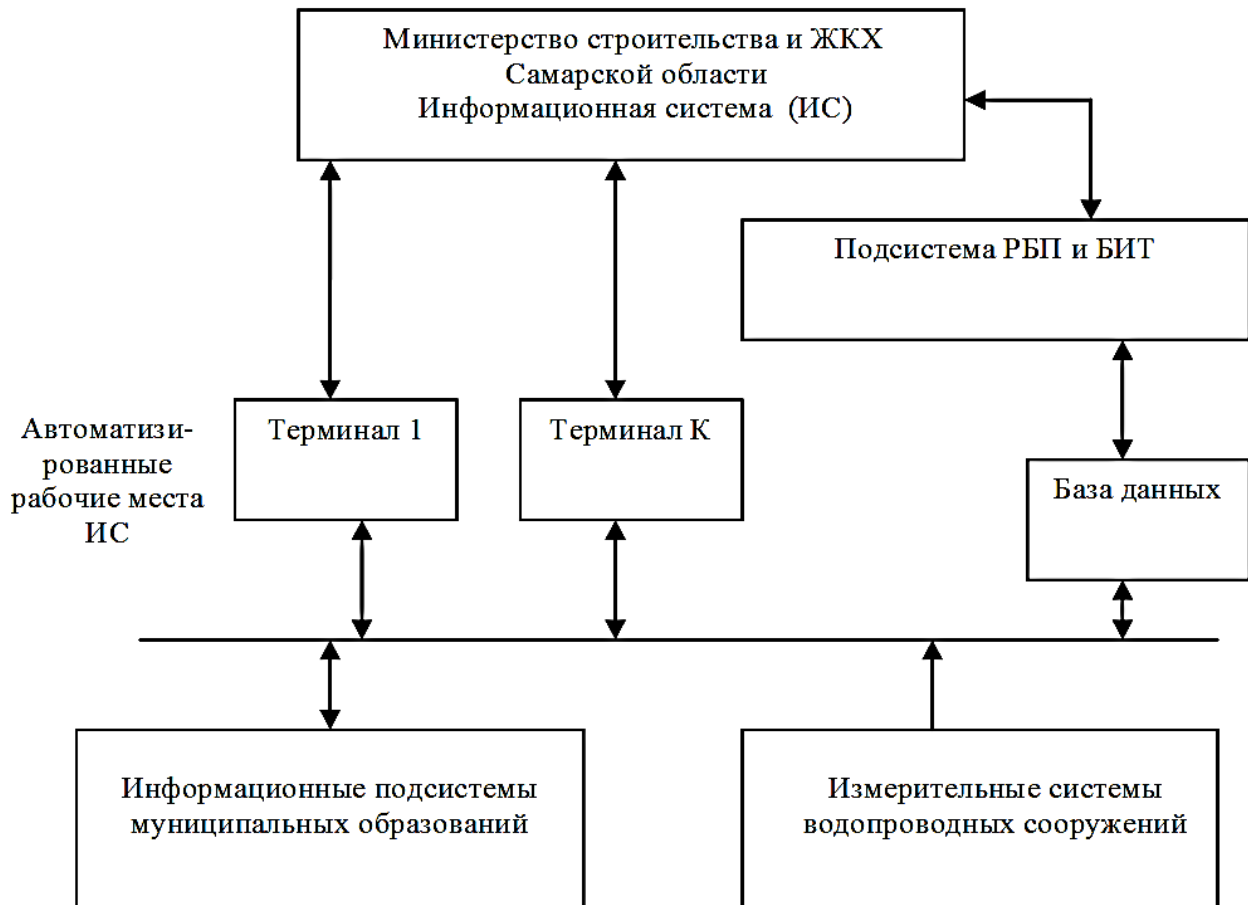 Министерство строительства и ЖКХ
Самарской области
Информационная система (ИС)
Подсистема РБП и БИТ
Автоматизи-
рованные
рабочие места
ИС
Терминал 1
Терминал К
База данных
Информационные подсистемы
муниципальных образований
Измерительные системы
водопроводных сооружений